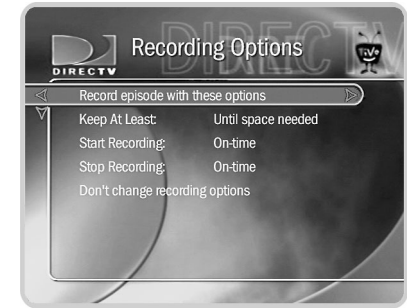 DIRECTV
Recording Options
TiVo
DIRECTV
Record episode with these options
Keep At Least: Until space needed
Start Recording: On-time
Stop Recording: On-time
Don't change recording options